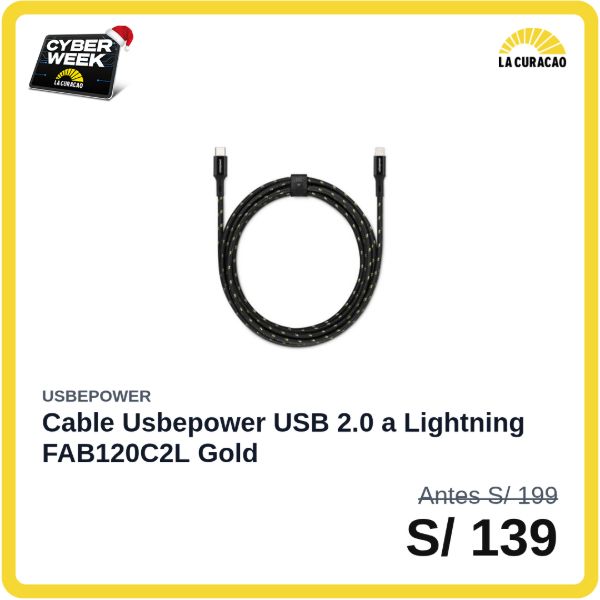 CYBER
WEEK
LA CURACAO
LA CURACAO
USBEPOWER
Cable Usbepower USB 2.0 a Lightning
FAB120C2L Gold
Antes S/ 199
S/ 139